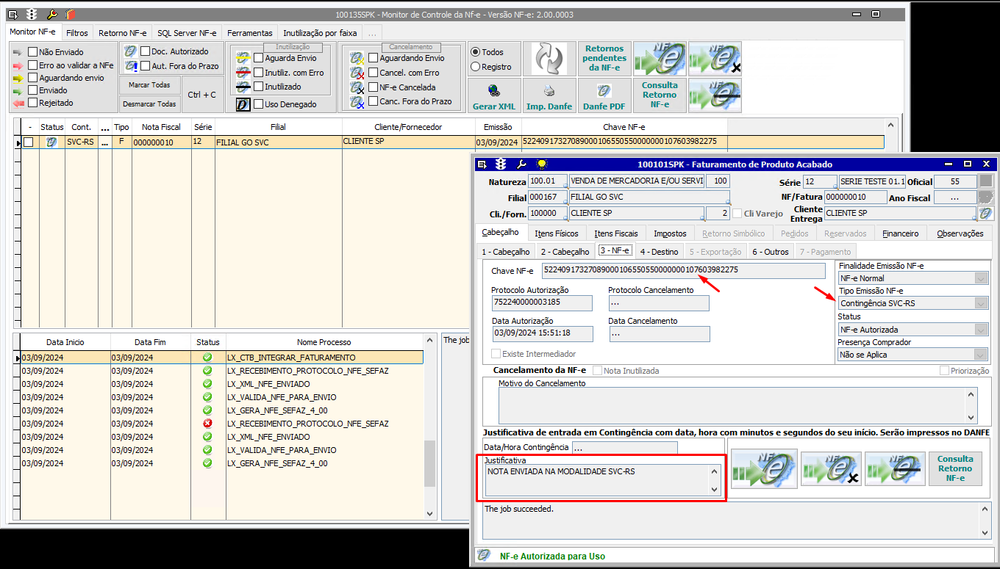 100135SPK - Monitor de Controle da Nf-e - Versão NF-e: 2.00.0003
Monitor NF-e
Filtros
Retorno NF-e
SQL Server NF-e
Ferramentas
Inutilização por faixa
...
Não Enviado
Erro ao validar a NFe
Aguardando envio
Enviado
Rejeitado
Doc. Autorizado
Aut. Fora do Prazo
Marcar Todas
Desmarcar Todas
Ctrl + C
Inutilização
Aguarda Envio
Inutiliz. com Erro
Inutilizado
Uso Denegado
Cancelamento
Aguardando Envio
Cancel. com Erro
NF-e Cancelada
Canc. Fora do Prazo
Todos
Registro
Gerar XML
Imp. Danfe
Retornos pendentes da NF-e
Danfe PDF
Consulta Retorno NF-e
- Status Cont. ... Tipo Nota Fiscal Série Filial Cliente/Fornecedor Emissão Chave NF-e
SVC-RS ... F 000000010 12 FILIAL GO SVC CLIENTE SP 03/09/2024 52240917327089000106550550000000107603982275
Data Inicio Data Fim Status Nome Processo
03/09/2024 03/09/2024 LX_CTB_INTEGRAR_FATURAMENTO
03/09/2024 03/09/2024 LX_RECEBIMENTO_PROTOCOLO_NFE_SEFAZ
03/09/2024 03/09/2024 LX_XML_NFE_ENVIADO
03/09/2024 03/09/2024 LX_VALIDA_NFE_PARA_ENVIO
03/09/2024 03/09/2024 LX_GERA_NFE_SEFAZ_4_00
03/09/2024 03/09/2024 LX_RECEBIMENTO_PROTOCOLO_NFE_SEFAZ
03/09/2024 03/09/2024 LX_XML_NFE_ENVIADO
03/09/2024 03/09/2024 LX_VALIDA_NFE_PARA_ENVIO
03/09/2024 03/09/2024 LX_GERA_NFE_SEFAZ_4_00
The job
100101SPK - Faturamento de Produto Acabado
Natureza 100.01 VENDA DE MERCADORIA E/OU SERVI 100 Série 12 SERIE TESTE 01.1 Oficial 55
Filial 000167 FILIAL GO SVC NF/Fatura 000000010 Ano Fiscal ...
Cli./Forn. 100000 CLIENTE SP 2 Cli Varejo Cliente Entrega CLIENTE SP
Cabeçalho
Itens Físicos
Itens Fiscais
Impostos
Retorno Simbólico
Pedidos
Reservados
Financeiro
Observações
1 - Cabeçalho
2 - Cabeçalho
3 - NF-e
4 - Destino
5 - Exportação
6 - Outros
7 - Pagamento
Chave NF-e 52240917327089000106550550000000107603982275
Protocolo Autorização
752240000003185
Protocolo Cancelamento
...
Data Autorização
03/09/2024 15:51:18
Data Cancelamento
...
Existe Intermediador
Finalidade Emissão NF-e
NF-e Normal
Tipo Emissão NF-e
Contingência SVC-RS
Status
NF-e Autorizada
Presença Comprador
Não se Aplica
Cancelamento da NF-e
Nota Inutilizada
Priorização
Motivo do Cancelamento
Justificativa de entrada em Contingência com data, hora com minutos e segundos do seu início. Serão impressos no DANFE
Data/Hora Contingência ...
Justificativa
NOTA ENVIADA NA MODALIDADE SVC-RS
Consulta Retorno NF-e
The job succeeded.
NF-e Autorizada para Uso